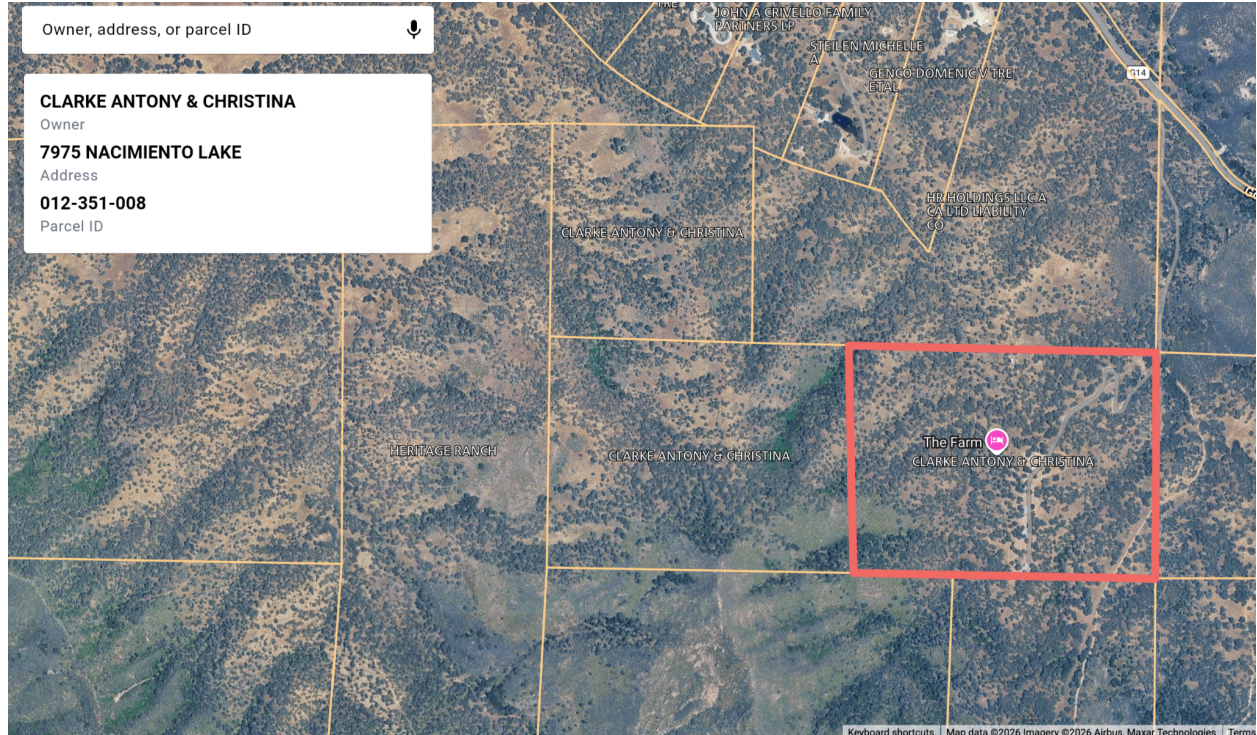 Owner, address, or parcel ID
CLARKE ANTONY & CHRISTINA
Owner
7975 NACIMIENTO LAKE
Address
012-351-008
Parcel ID
TRE
JOHN A CRIVELLO FAMILY
PARTNERS LP
STEILEN MICHELLE
A
GENCO DOMENIC V TRE
ETAL
G14
HR HOLDINGS LLC A
CA LTD LIABILITY
CO
CLARKE ANTONY & CHRISTINA
HERITAGE RANCH
CLARKE ANTONY & CHRISTINA
The Farm
CLARKE ANTONY & CHRISTINA
Keyboard shortcuts
Map data ©2026 Imagery ©2026 Airbus, Maxar Technologies
Terms